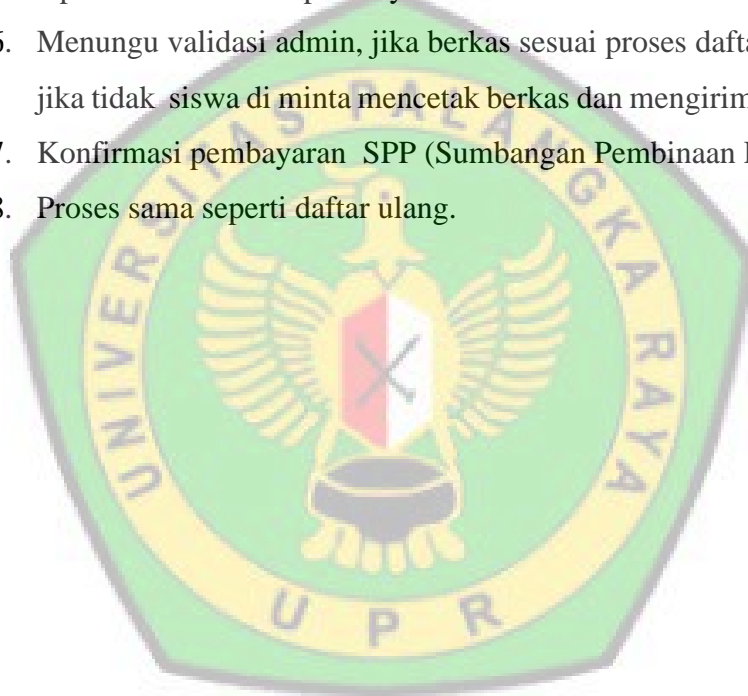 6. Menungu validasi admin, jika berkas sesuai proses dafta
jika tidak siswa di minta mencetak berkas dan mengirim
7. Konfirmasi pembayaran SPP (Sumbangan Pembinaan
8. Proses sama seperti daftar ulang.
UNIVERSITAS PALANGKA RAYA
UPR